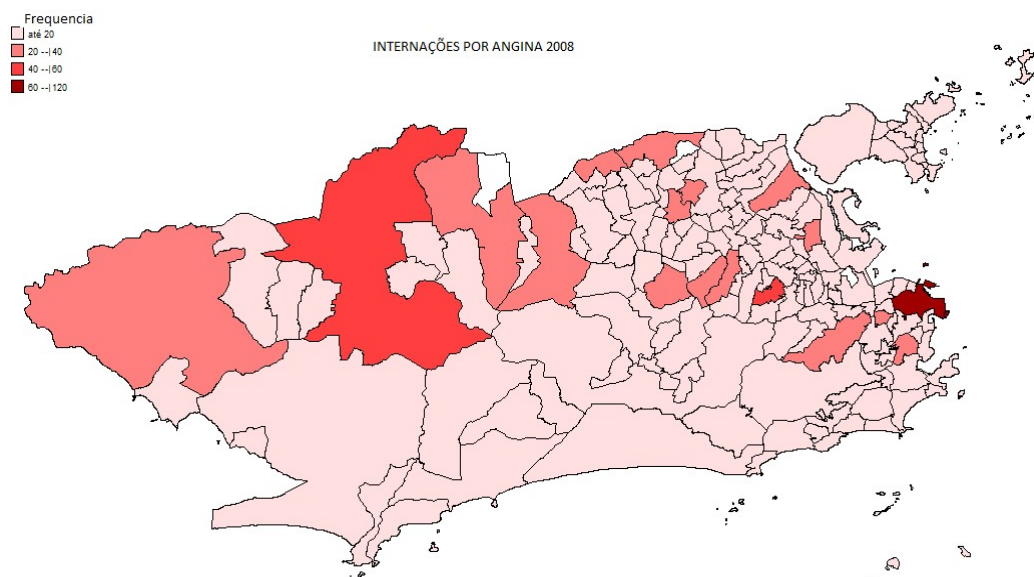 Frequencia
até 20
20 --| 40
40 --| 60
60 --| 120
INTERNAÇÕES POR ANGINA 2008